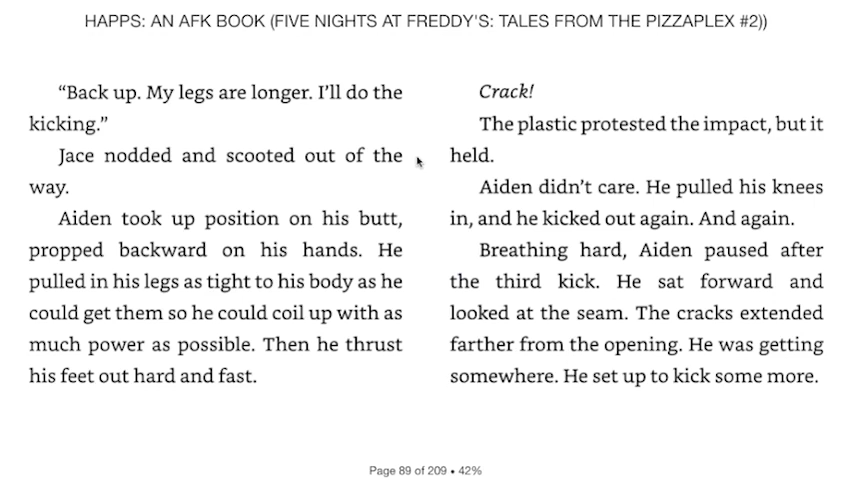 HAPPS: AN AFK BOOK (FIVE NIGHTS AT FREDDY'S: TALES FROM THE PIZZAPLEX #2))
“Back up. My legs are longer. I’ll do the
kicking.”
Jace nodded and scooted out of the
way.
Aiden took up position on his butt,
propped backward on his hands. He
pulled in his legs as tight to his body as he
could get them so he could coil up with as
much power as possible. Then he thrust
his feet out hard and fast.
Crack!
The plastic protested the impact, but it
held.
Aiden didn’t care. He pulled his knees
in, and he kicked out again. And again.
Breathing hard, Aiden paused after
the third kick. He sat forward and
looked at the seam. The cracks extended
farther from the opening. He was getting
somewhere. He set up to kick some more.
Page 89 of 209 • 42%